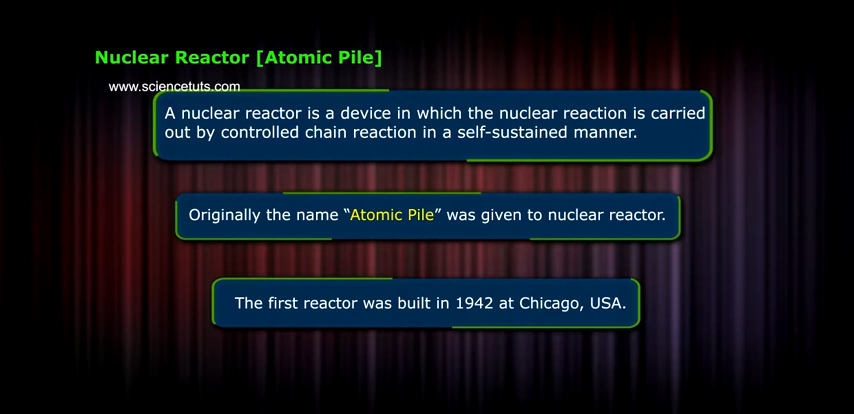 Nuclear Reactor [Atomic Pile]
www.sciencetuts.com
A nuclear reactor is a device in which the nuclear reaction is carried
out by controlled chain reaction in a self-sustained manner.
Originally the name “Atomic Pile” was given to nuclear reactor.
The first reactor was built in 1942 at Chicago, USA.